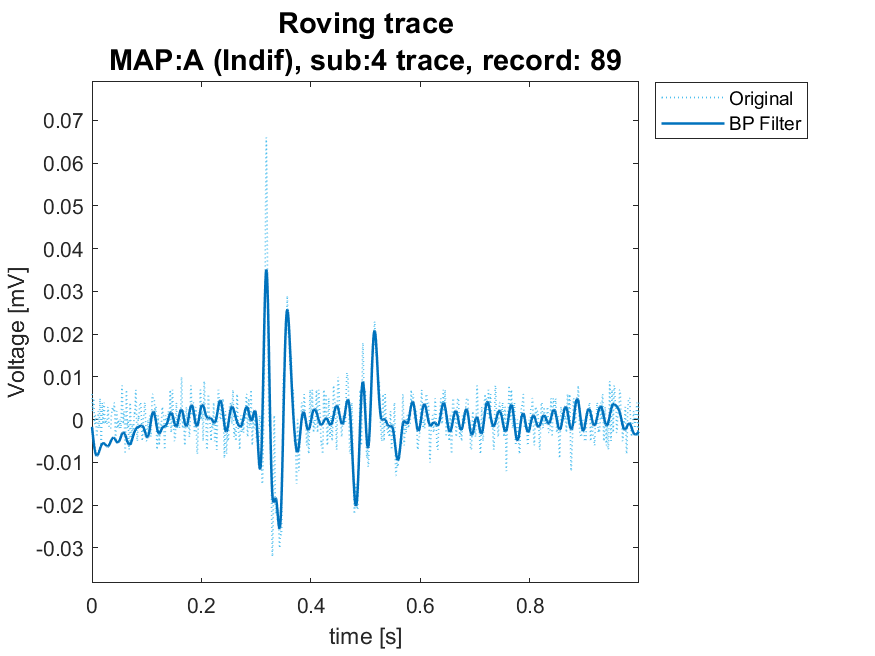 Roving trace
MAP:A (Indif), sub:4 trace, record: 89
Original
BP Filter
0.07
0.06
0.05
0.04
0.03
0.02
0.01
0
-0.01
-0.02
-0.03
Voltage [mV]
0
0.2
0.4
0.6
0.8
time [s]